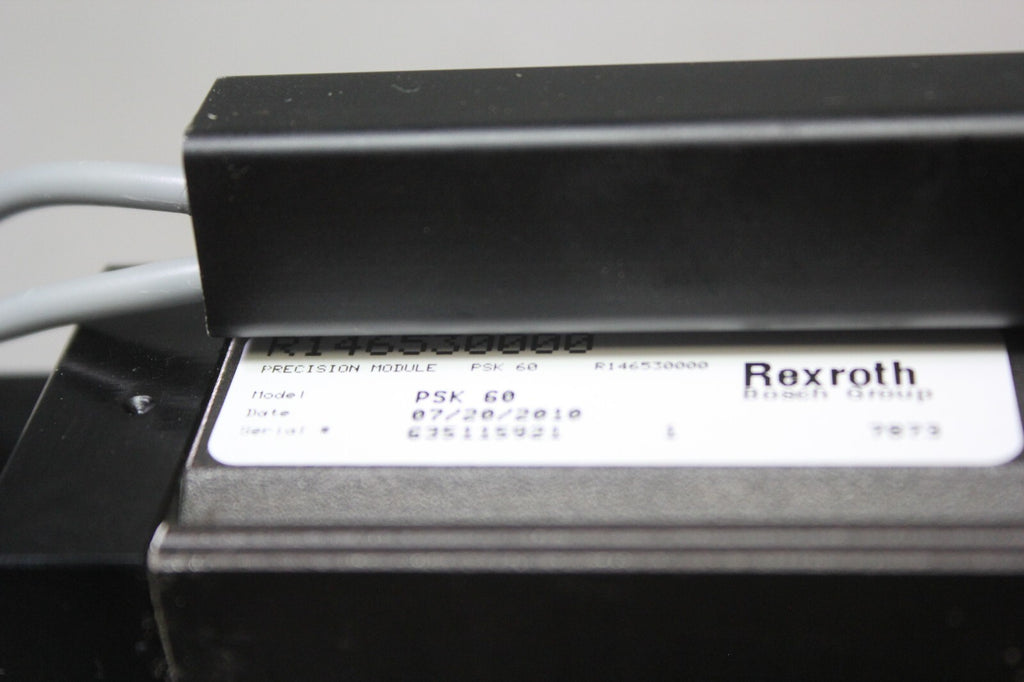 R146530000
PRECISION MODULE PSK 60 R146530000
Rexroth
Bosch Group
Model PSK 60
Date 07/20/2010
Serial # 635115921 1 7873